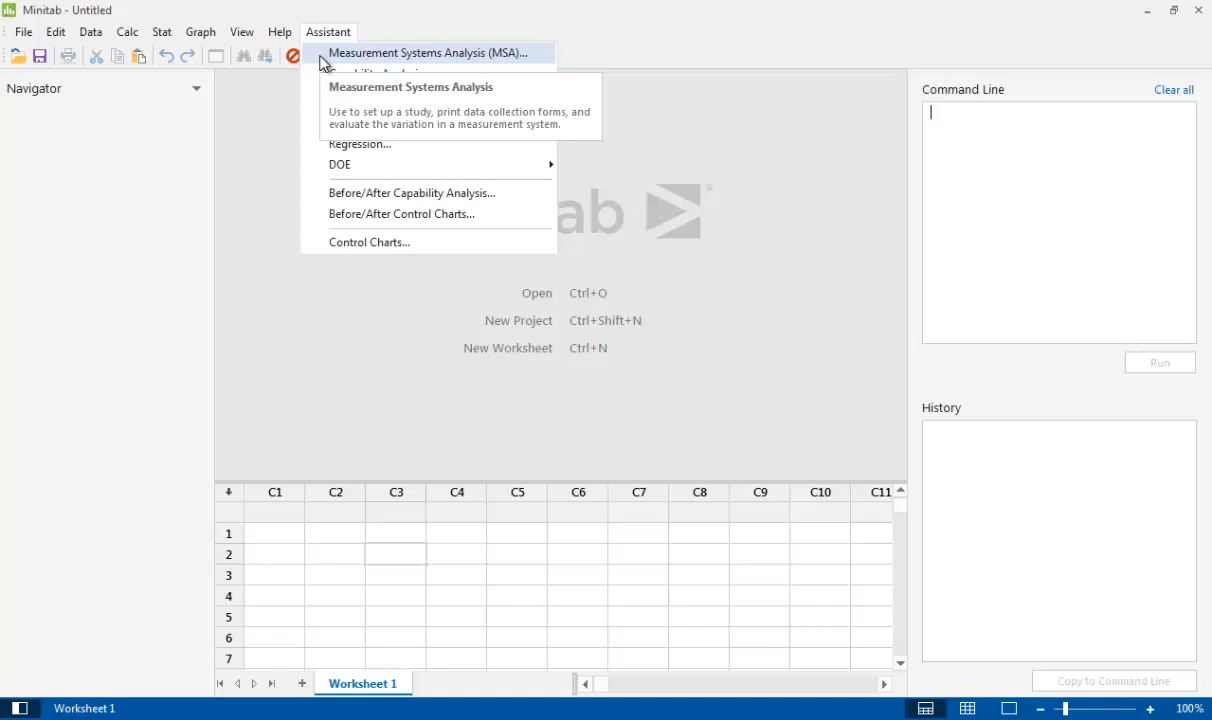 Minitab - Untitled
File Edit Data Calc Stat Graph View Help Assistant
Measurement Systems Analysis (MSA)...
Measurement Systems Analysis
Use to set up a study, print data collection forms, and
evaluate the variation in a measurement system.
Regression...
DOE
Before/After Capability Analysis...
Before/After Control Charts...
Control Charts...
Navigator
ab
Open Ctrl+O
New Project Ctrl+Shift+N
New Worksheet Ctrl+N
Command Line Clear all
Run
History
Copy to Command Line
C1 C2 C3 C4 C5 C6 C7 C8 C9 C10 C11
1
2
3
4
5
6
7
Worksheet 1
Worksheet 1 100%